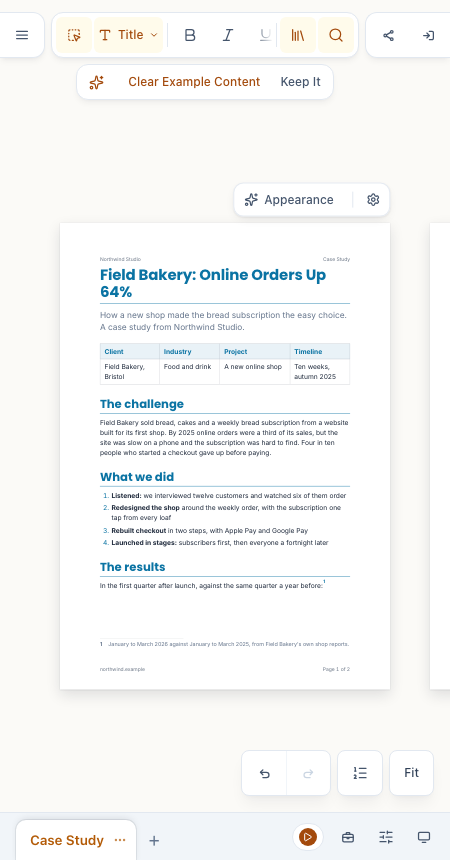 Title B I U
Clear Example Content Keep It
Appearance
Northwind Studio Case Study
Field Bakery: Online Orders Up
64%
How a new shop made the bread subscription the easy choice.
A case study from Northwind Studio.
Client Industry Project Timeline
Field Bakery, Food and drink A new online shop Ten weeks,
Bristol autumn 2025
The challenge
Field Bakery sold bread, cakes and a weekly bread subscription from a website
built for its first shop. By 2025 online orders were a third of its sales, but the
site was slow on a phone and the subscription was hard to find. Four in ten
people who started a checkout gave up before paying.
What we did
1. Listened: we interviewed twelve customers and watched six of them order
2. Redesigned the shop around the weekly order, with the subscription one
tap from every loaf
3. Rebuilt checkout in two steps, with Apple Pay and Google Pay
4. Launched in stages: subscribers first, then everyone a fortnight later
The results
In the first quarter after launch, against the same quarter a year before:1
1 January to March 2026 against January to March 2025, from Field Bakery's own shop reports.
northwind.example Page 1 of 2
Fit
Case Study